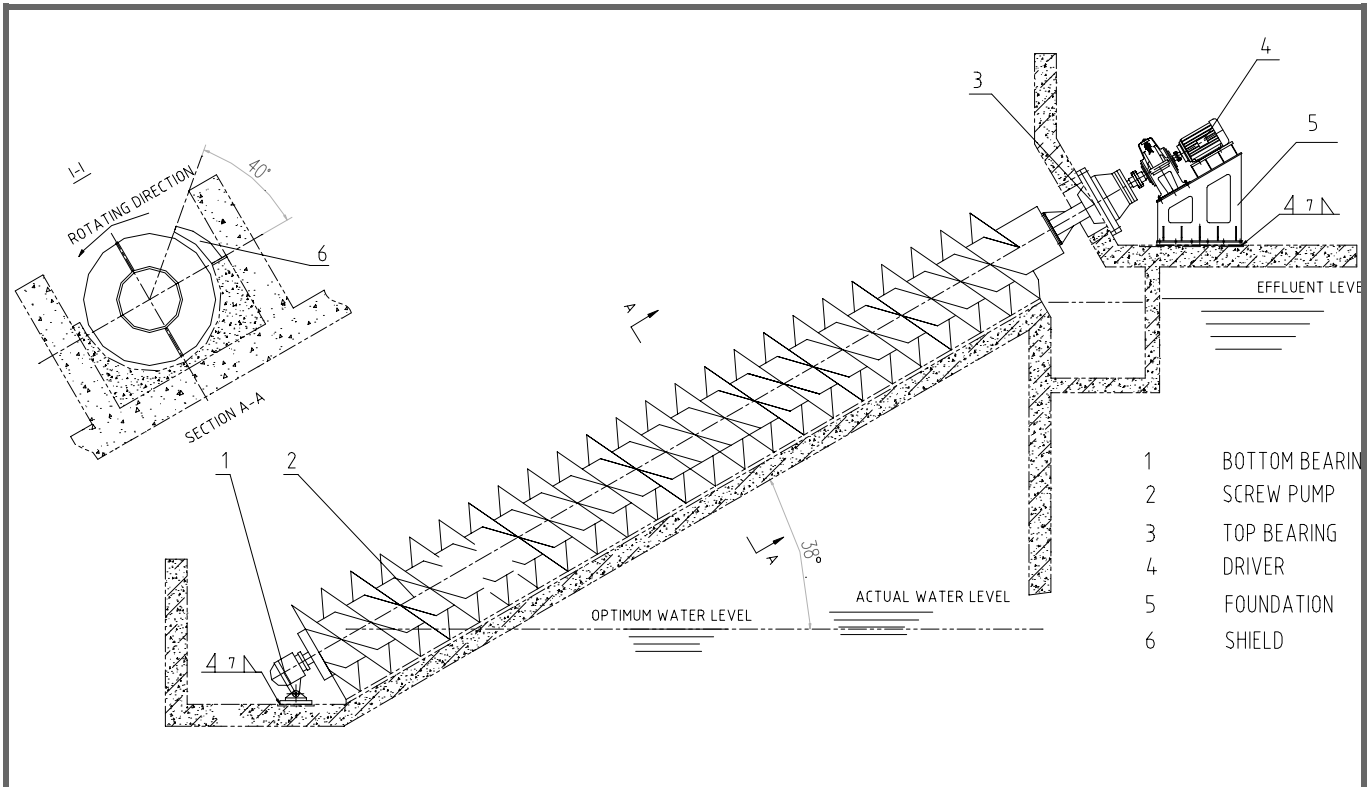 4
3
5
I-I
40°
ROTATING DIRECTION
4 7
6
EFFLUENT LEVE
A
SECTION A-A
1
2
1 BOTTOM BEARIN
2 SCREW PUMP
A
38°
3 TOP BEARING
4 DRIVER
ACTUAL WATER LEVEL
5 FOUNDATION
OPTIMUM WATER LEVEL
6 SHIELD
4 7